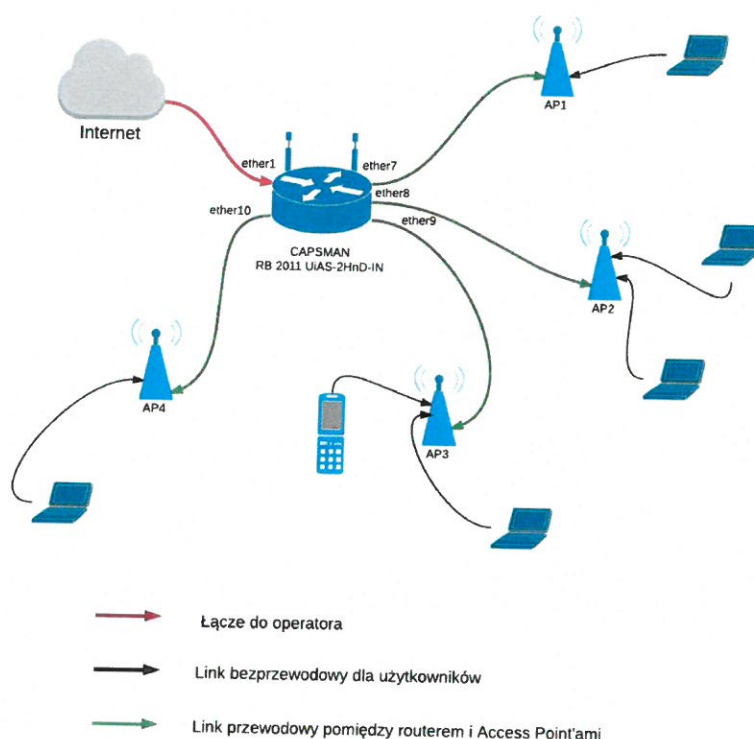 Internet
ether1
ether7
ether8
ether9
ether10
CAPSMAN
RB 2011 UiAS-2HnD-IN
AP1
AP2
AP3
AP4
Łącze do operatora
Link bezprzewodowy dla użytkowników
Link przewodowy pomiędzy routerem i Access Point'ami